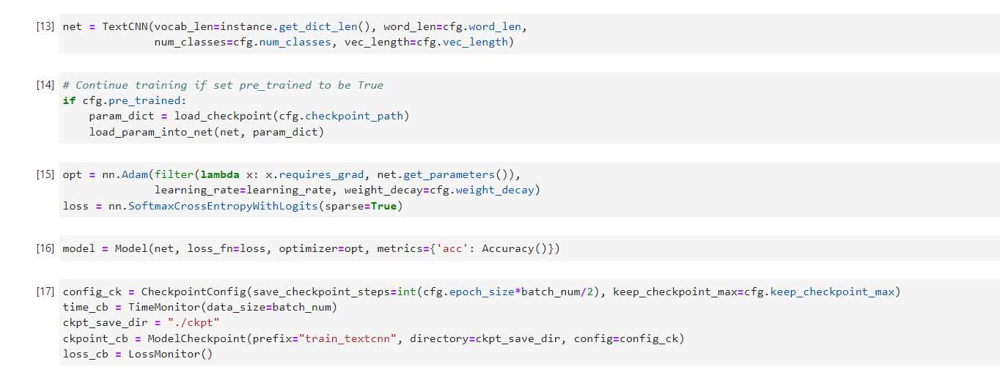 [13] net = TextCNN(vocab_len=instance.get_dict_len(), word_len=cfg.word_len,
              num_classes=cfg.num_classes, vec_length=cfg.vec_length)
[14] # Continue training if set pre_trained to be True
if cfg.pre_trained:
    param_dict = load_checkpoint(cfg.checkpoint_path)
    load_param_into_net(net, param_dict)
[15] opt = nn.Adam(filter(lambda x: x.requires_grad, net.get_parameters()),
              learning_rate=learning_rate, weight_decay=cfg.weight_decay)
loss = nn.SoftmaxCrossEntropyWithLogits(sparse=True)
[16] model = Model(net, loss_fn=loss, optimizer=opt, metrics={'acc': Accuracy()})
[17] config_ck = CheckpointConfig(save_checkpoint_steps=int(cfg.epoch_size*batch_num/2), keep_checkpoint_max=cfg.keep_checkpoint_max)
time_cb = TimeMonitor(data_size=batch_num)
ckpt_save_dir = "./ckpt"
ckpoint_cb = ModelCheckpoint(prefix="train_textcnn", directory=ckpt_save_dir, config=config_ck)
loss_cb = LossMonitor()